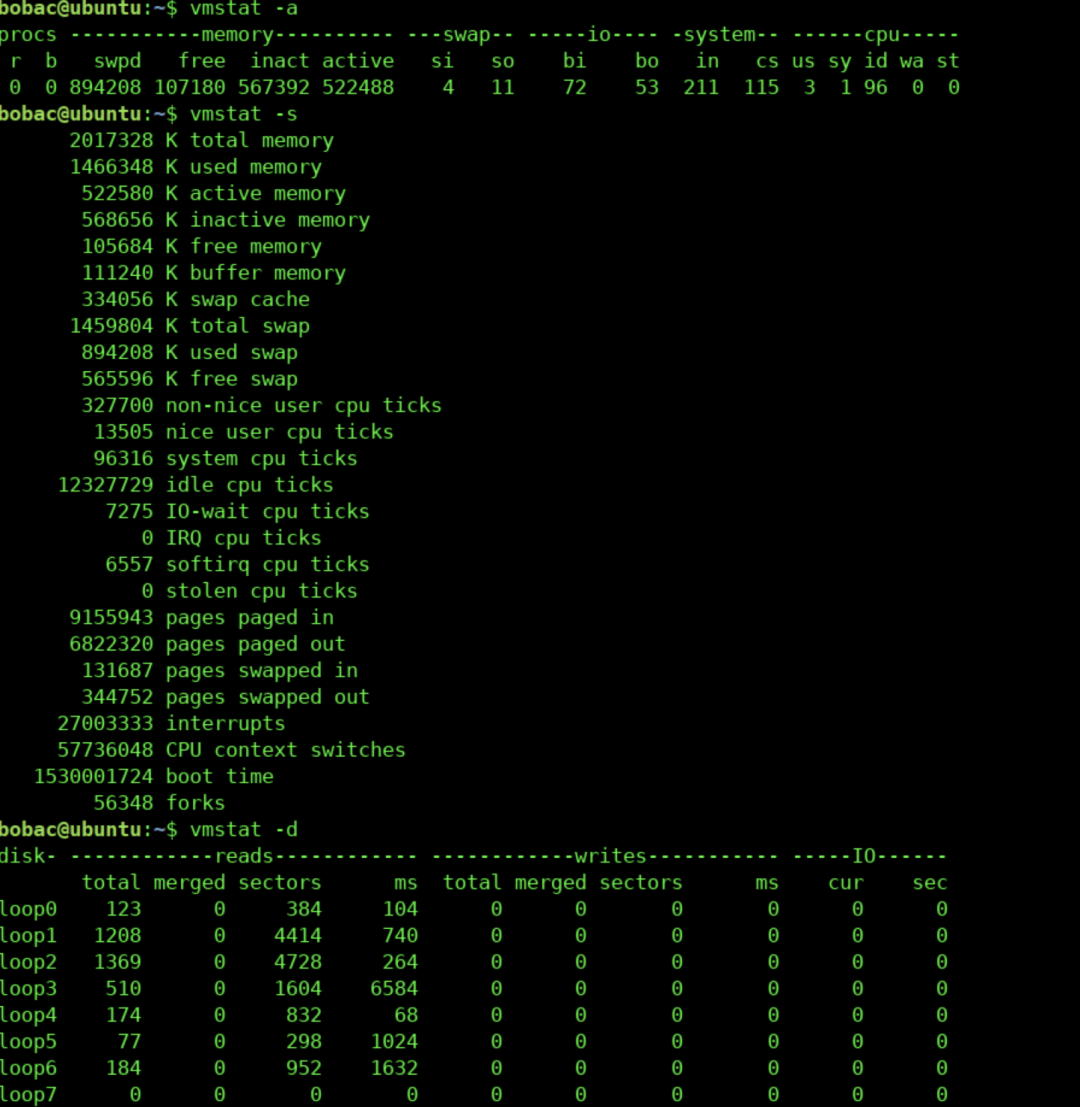 bobac@ubuntu:~$ vmstat -a
procs -----------memory---------- ---swap-- -----io---- -system-- ------cpu-----
 r  b   swpd   free  inact active   si   so    bi    bo   in   cs us sy id wa st
 0  0 894208 107180 567392 522488    4   11    72    53  211  115  3  1 96  0  0
bobac@ubuntu:~$ vmstat -s
      2017328 K total memory
      1466348 K used memory
       522580 K active memory
       568656 K inactive memory
       105684 K free memory
       111240 K buffer memory
       334056 K swap cache
      1459804 K total swap
       894208 K used swap
       565596 K free swap
       327700 non-nice user cpu ticks
        13505 nice user cpu ticks
        96316 system cpu ticks
     12327729 idle cpu ticks
         7275 IO-wait cpu ticks
            0 IRQ cpu ticks
         6557 softirq cpu ticks
            0 stolen cpu ticks
      9155943 pages paged in
      6822320 pages paged out
       131687 pages swapped in
       344752 pages swapped out
     27003333 interrupts
     57736048 CPU context switches
   1530001724 boot time
        56348 forks
bobac@ubuntu:~$ vmstat -d
disk- ------------reads------------ ------------writes----------- -----IO------
       total merged sectors      ms  total merged sectors      ms    cur    sec
loop0    123      0     384     104      0      0       0       0      0      0
loop1   1208      0    4414     740      0      0       0       0      0      0
loop2   1369      0    4728     264      0      0       0       0      0      0
loop3    510      0    1604    6584      0      0       0       0      0      0
loop4    174      0     832      68      0      0       0       0      0      0
loop5     77      0     298    1024      0      0       0       0      0      0
loop6    184      0     952    1632      0      0       0       0      0      0
loop7      0      0       0       0      0      0       0       0      0      0